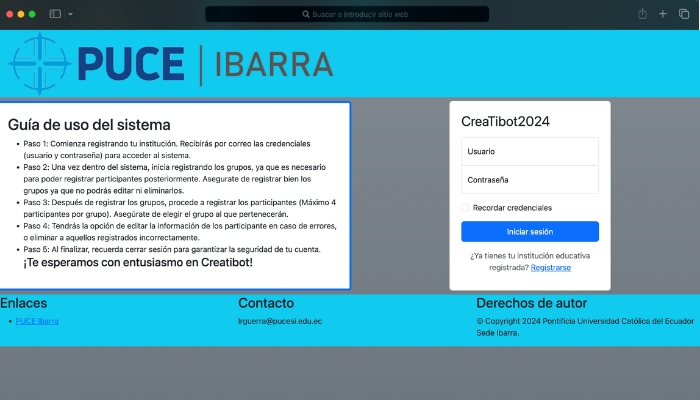 Buscar o introducir sitio web
PUCE | IBARRA
Guía de uso del sistema
• Paso 1: Comienza registrando tu institución. Recibirás por correo las credenciales
(usuario y contraseña) para acceder al sistema.
• Paso 2: Una vez dentro del sistema, inicia registrando los grupos, ya que es necesario
para poder registrar participantes posteriormente. Asegurate de registrar bien los
grupos ya que no podrás editar ni eliminarlos.
• Paso 3: Después de registrar los grupos, procede a registrar los participantes (Máximo 4
participantes por grupo). Asegúrate de elegir el grupo al que pertenecerán.
• Paso 4: Tendrás la opción de editar la información de los participante en caso de errores,
o eliminar a aquellos registrados incorrectamente.
• Paso 5: Al finalizar, recuerda cerrar sesión para garantizar la seguridad de tu cuenta.
¡Te esperamos con entusiasmo en Creatibot!
CreaTibot2024
Usuario
Contraseña
Recordar credenciales
Iniciar sesión
¿Ya tienes tu institución educativa
registrada? Registrarse
Enlaces
• PUCE Ibarra
Contacto
lrguerra@pucesi.edu.ec
Derechos de autor
© Copyright 2024 Pontificia Universidad Católica del Ecuador
Sede Ibarra.